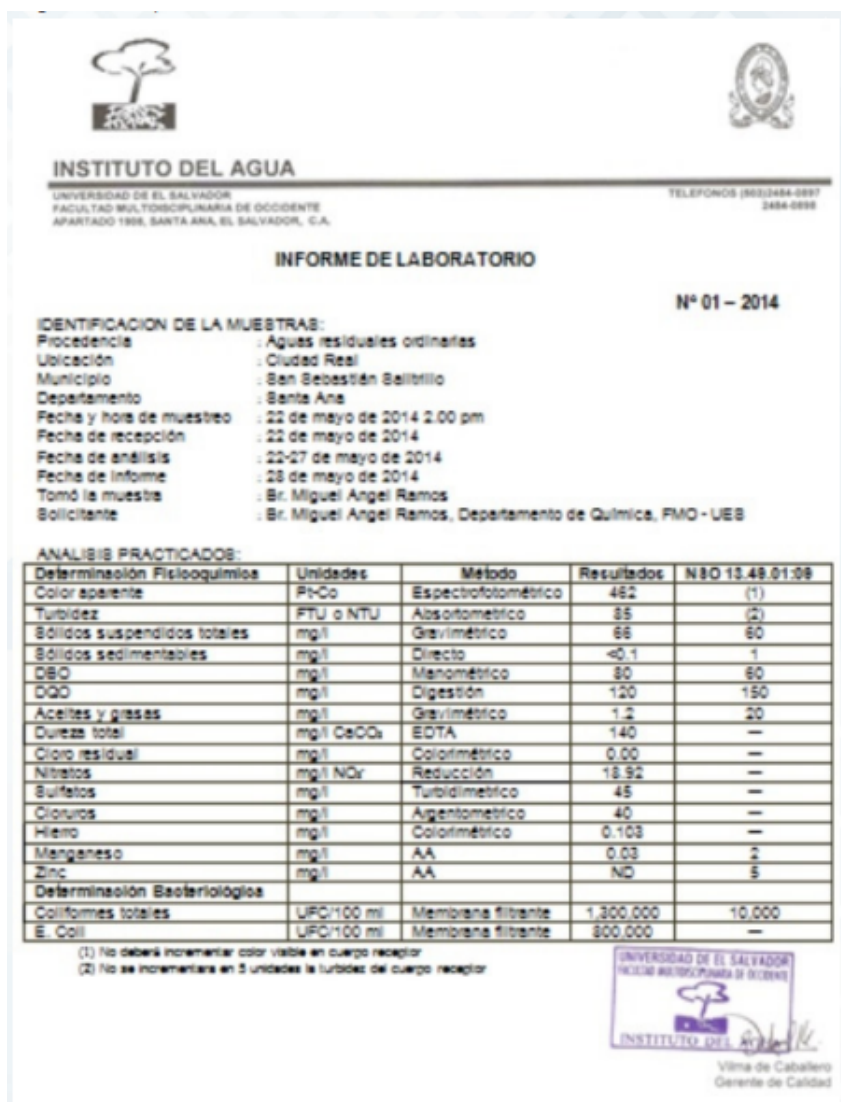 INSTITUTO DEL AGUA
UNIVERSIDAD DE EL SALVADOR
FACULTAD MULTIDISCIPLINARIA DE OCCIDENTE
APARTADO 1908, SANTA ANA, EL SALVADOR, C.A.
TELEFONOS (503)2484-0897
2484-0898
INFORME DE LABORATORIO
Nº 01 – 2014
IDENTIFICACION DE LA MUESTRAS:
Procedencia : Aguas residuales ordinarias
Ubicación : Ciudad Real
Municipio : San Sebastián Salitrillo
Departamento : Santa Ana
Fecha y hora de muestreo : 22 de mayo de 2014 2.00 pm
Fecha de recepción : 22 de mayo de 2014
Fecha de análisis : 22-27 de mayo de 2014
Fecha de informe : 28 de mayo de 2014
Tomó la muestra : Br. Miguel Angel Ramos
Solicitante : Br. Miguel Angel Ramos, Departamento de Química, FMO - UES
ANALISIS PRACTICADOS:
Determinación Fisicoquímica Unidades Método Resultados NSO 13.49.01:09
Color aparente Pt-Co Espectrofotométrico 462 (1)
Turbidez FTU o NTU Absortometrico 85 (2)
Sólidos suspendidos totales mg/l Gravimétrico 66 60
Sólidos sedimentables mg/l Directo <0.1 1
DBO mg/l Manométrico 80 60
DQO mg/l Digestión 120 150
Aceites y grasas mg/l Gravimétrico 1.2 20
Dureza total mg/l CaCO₃ EDTA 140 —
Cloro residual mg/l Colorimétrico 0.00 —
Nitratos mg/l NO₃⁻ Reducción 18.92 —
Sulfatos mg/l Turbidimetrico 45 —
Cloruros mg/l Argentometrico 40 —
Hierro mg/l Colorimétrico 0.103 —
Manganeso mg/l AA 0.03 2
Zinc mg/l AA ND 5
Determinación Bacteriológica
Coliformes totales UFC/100 ml Membrana filtrante 1,300,000 10,000
E. Coli UFC/100 ml Membrana filtrante 800,000 —
(1) No deberá incrementar color visible en cuerpo receptor
(2) No se incrementara en 5 unidades la turbidez del cuerpo receptor
UNIVERSIDAD DE EL SALVADOR
FACULTAD MULTIDISCIPLINARIA DE OCCIDENTE
INSTITUTO DEL
Vilma de Caballero
Gerente de Calidad